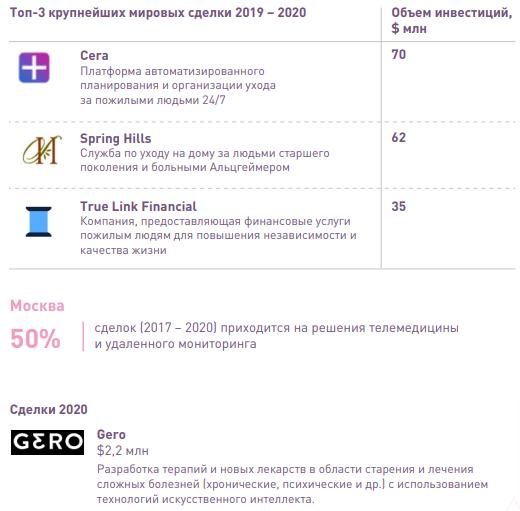 Топ-3 крупнейших мировых сделки 2019 – 2020
Объем инвестиций,
$ млн
Cera
70
Платформа автоматизированного
планирования и организации ухода
за пожилыми людьми 24/7
Spring Hills
62
Служба по уходу на дому за людьми старшего
поколения и больными Альцгеймером
True Link Financial
35
Компания, предоставляющая финансовые услуги
пожилым людям для повышения независимости и
качества жизни
Москва
50%
сделок (2017 – 2020) приходится на решения телемедицины
и удаленного мониторинга
Сделки 2020
GERO
Gero
$2,2 млн
Разработка терапий и новых лекарств в области старения и лечения
сложных болезней (хронические, психические и др.) с использованием
технологий искусственного интеллекта.